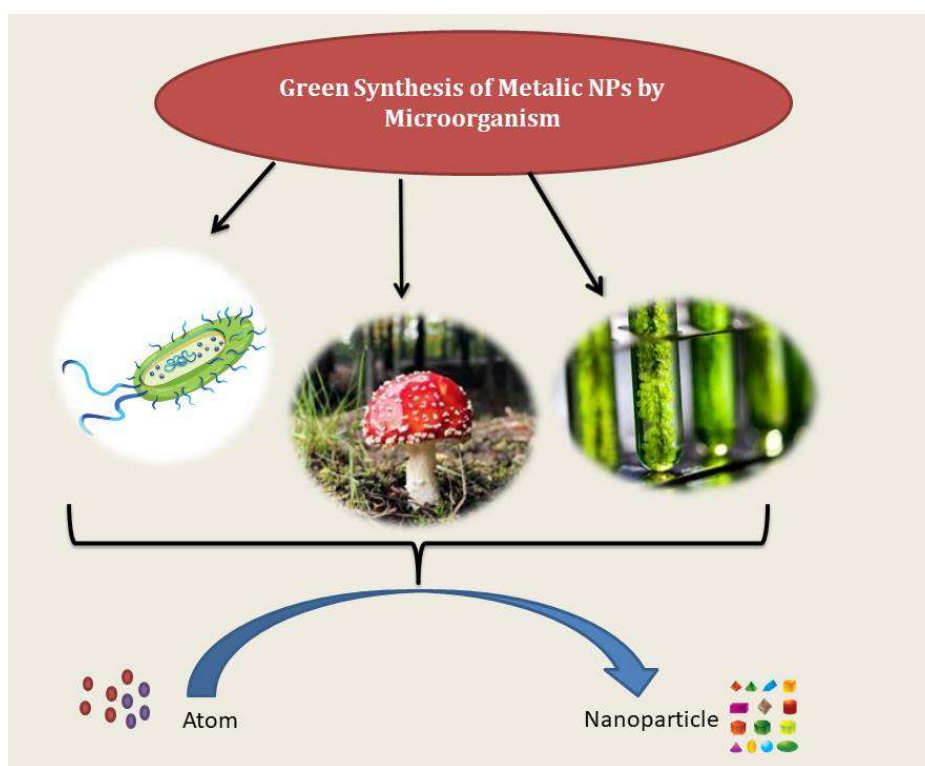 Green Synthesis of Metalic NPs by
Microorganism
Atom
Nanoparticle